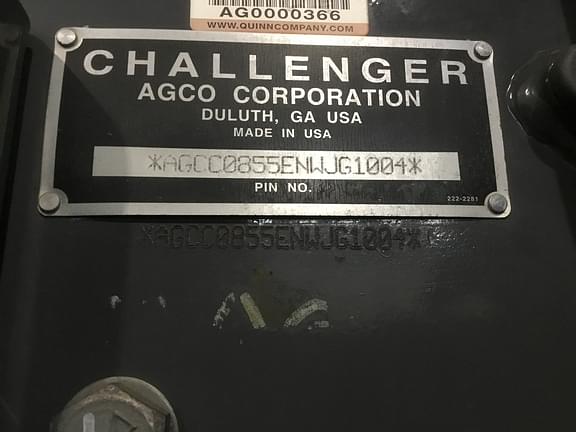 AG0000366
WWW.QUINNCOMPANY.COM
CHALLENGER
AGCO CORPORATION
DULUTH, GA USA
MADE IN USA
*AGCC0855ENWJG1004*
PIN NO.
222-2281
*AGCC0855ENWJG1004*